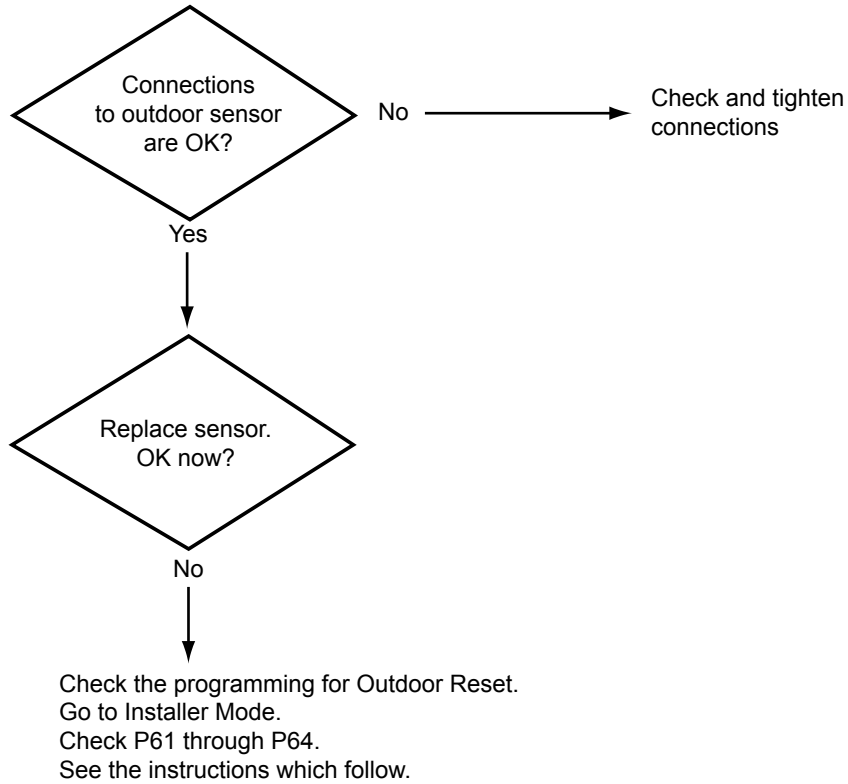 Connections
to outdoor sensor
are OK?
No
Check and tighten
connections
Yes
Replace sensor.
OK now?
No
Check the programming for Outdoor Reset.
Go to Installer Mode.
Check P61 through P64.
See the instructions which follow.